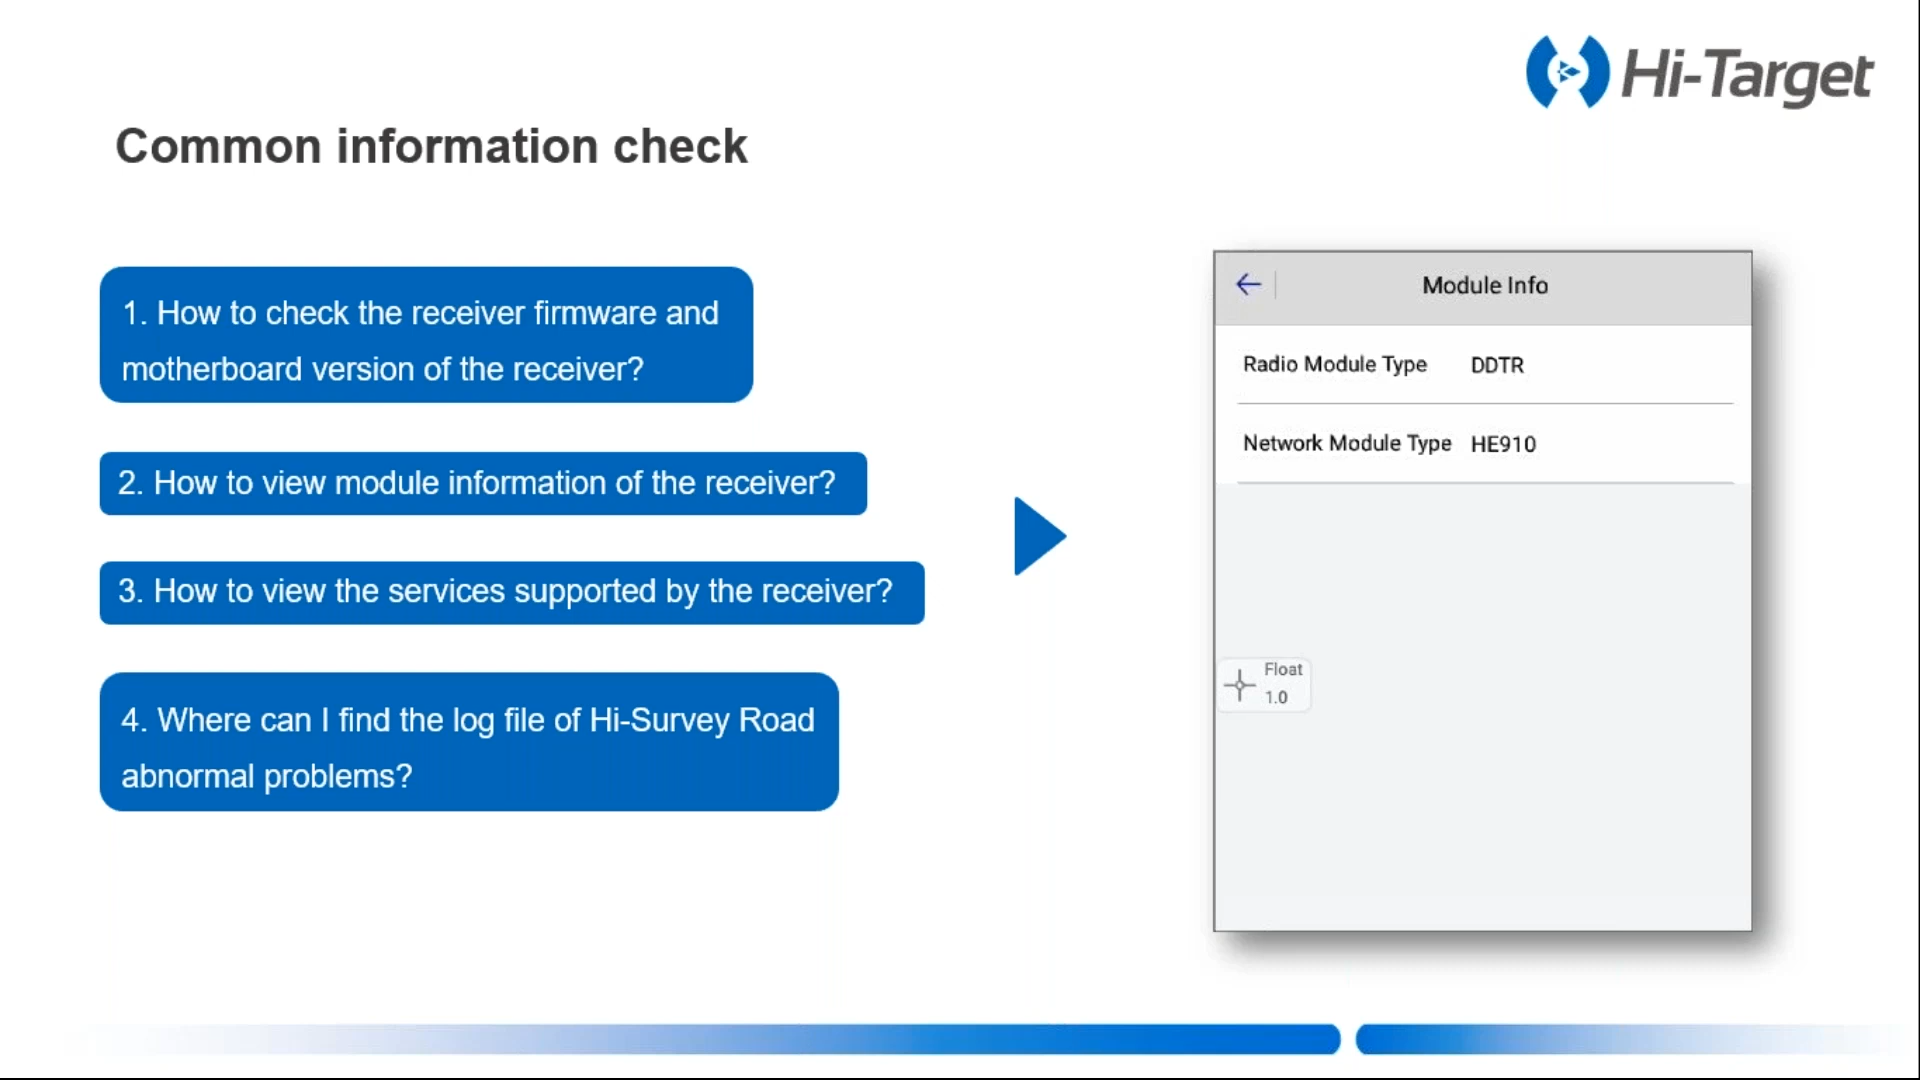 Hi-Target
Common information check
1. How to check the receiver firmware and
motherboard version of the receiver?
2. How to view module information of the receiver?
3. How to view the services supported by the receiver?
4. Where can I find the log file of Hi-Survey Road
abnormal problems?
Module Info
Radio Module Type DDTR
Network Module Type HE910
Float
1.0